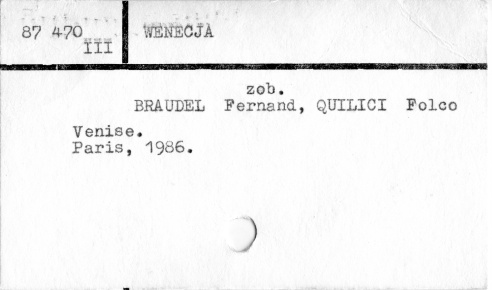 87 470 WENECJA
III
zob.
BRAUDEL Fernand, QUILICI Folco
Venise.
Paris, 1986.